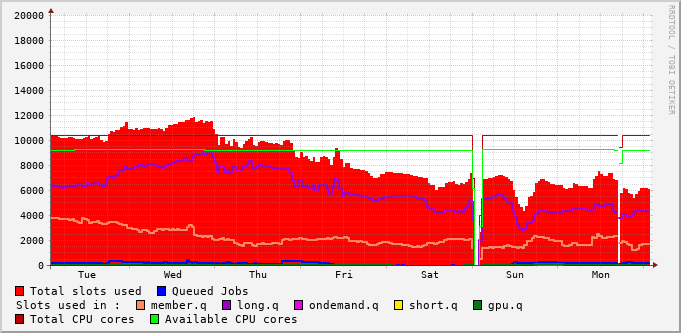 20000
18000
16000
14000
12000
10000
8000
6000
4000
2000
0
Tue Wed Thu Fri Sat Sun Mon
RRDTOOL / TOBI OETIKER
Total slots used Queued Jobs
Slots used in : member.q long.q ondemand.q short.q gpu.q
Total CPU cores Available CPU cores